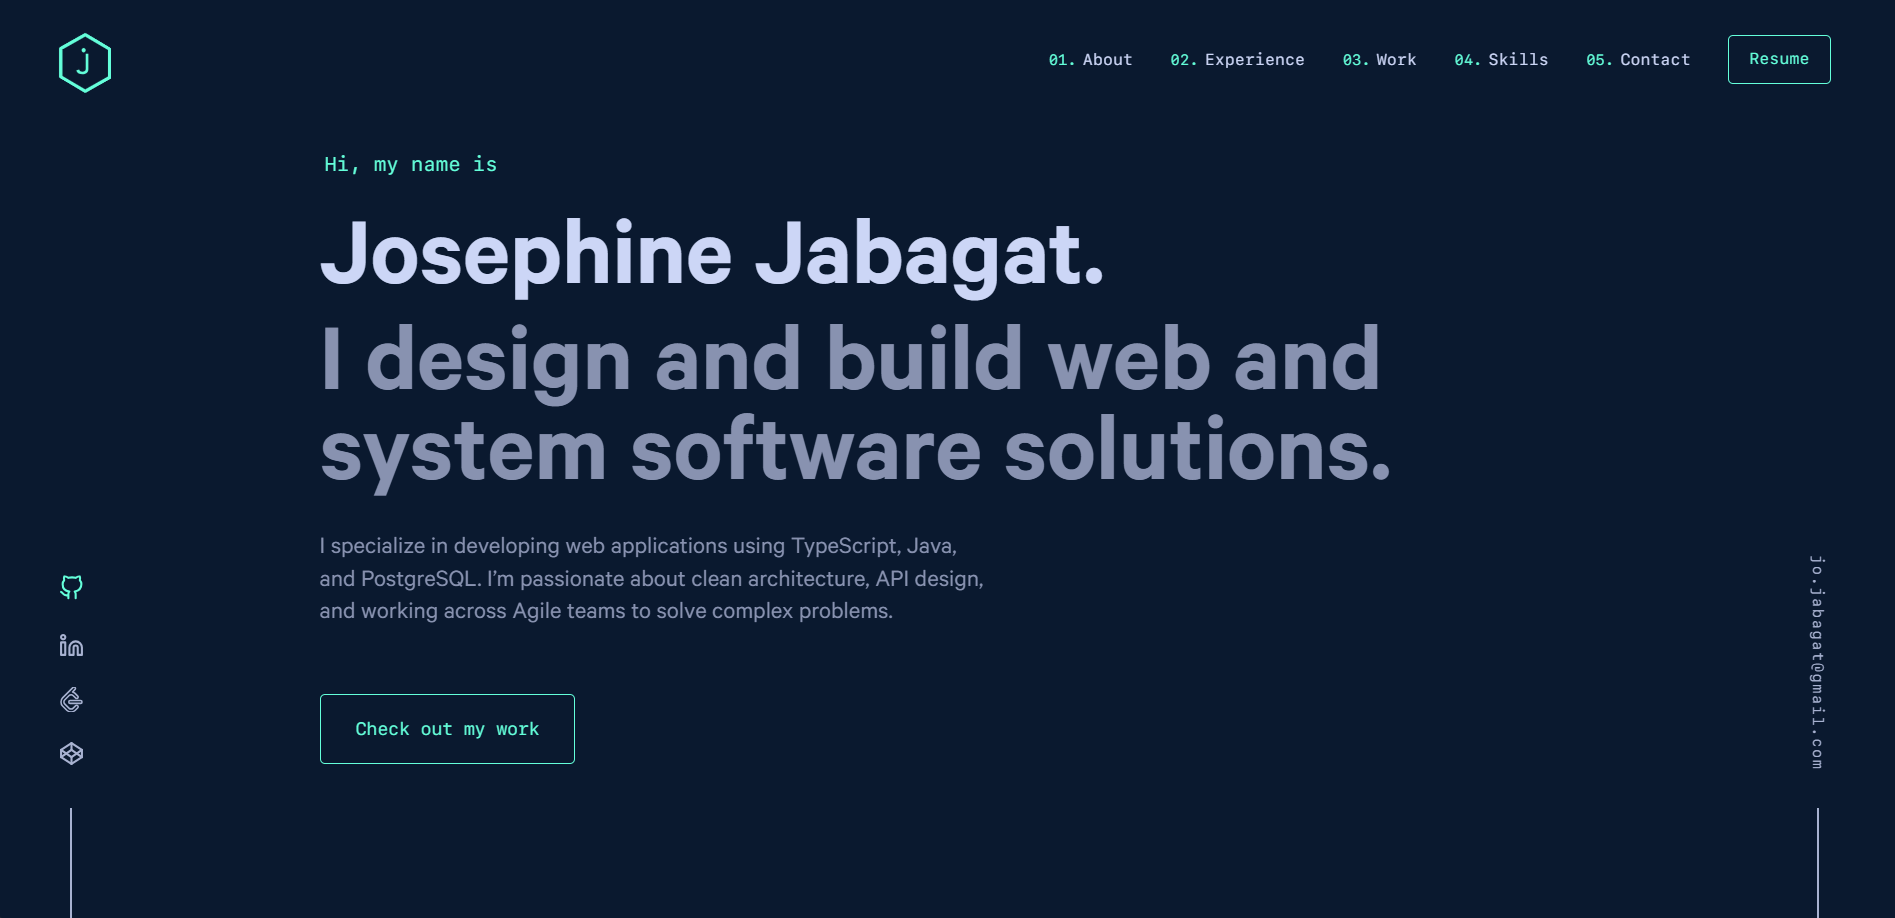 j
01. About
02. Experience
03. Work
04. Skills
05. Contact
Resume
Hi, my name is
Josephine Jabagat.
I design and build web and
system software solutions.
I specialize in developing web applications using TypeScript, Java,
and PostgreSQL. I’m passionate about clean architecture, API design,
and working across Agile teams to solve complex problems.
Check out my work
in
jo.jabagat@gmail.com